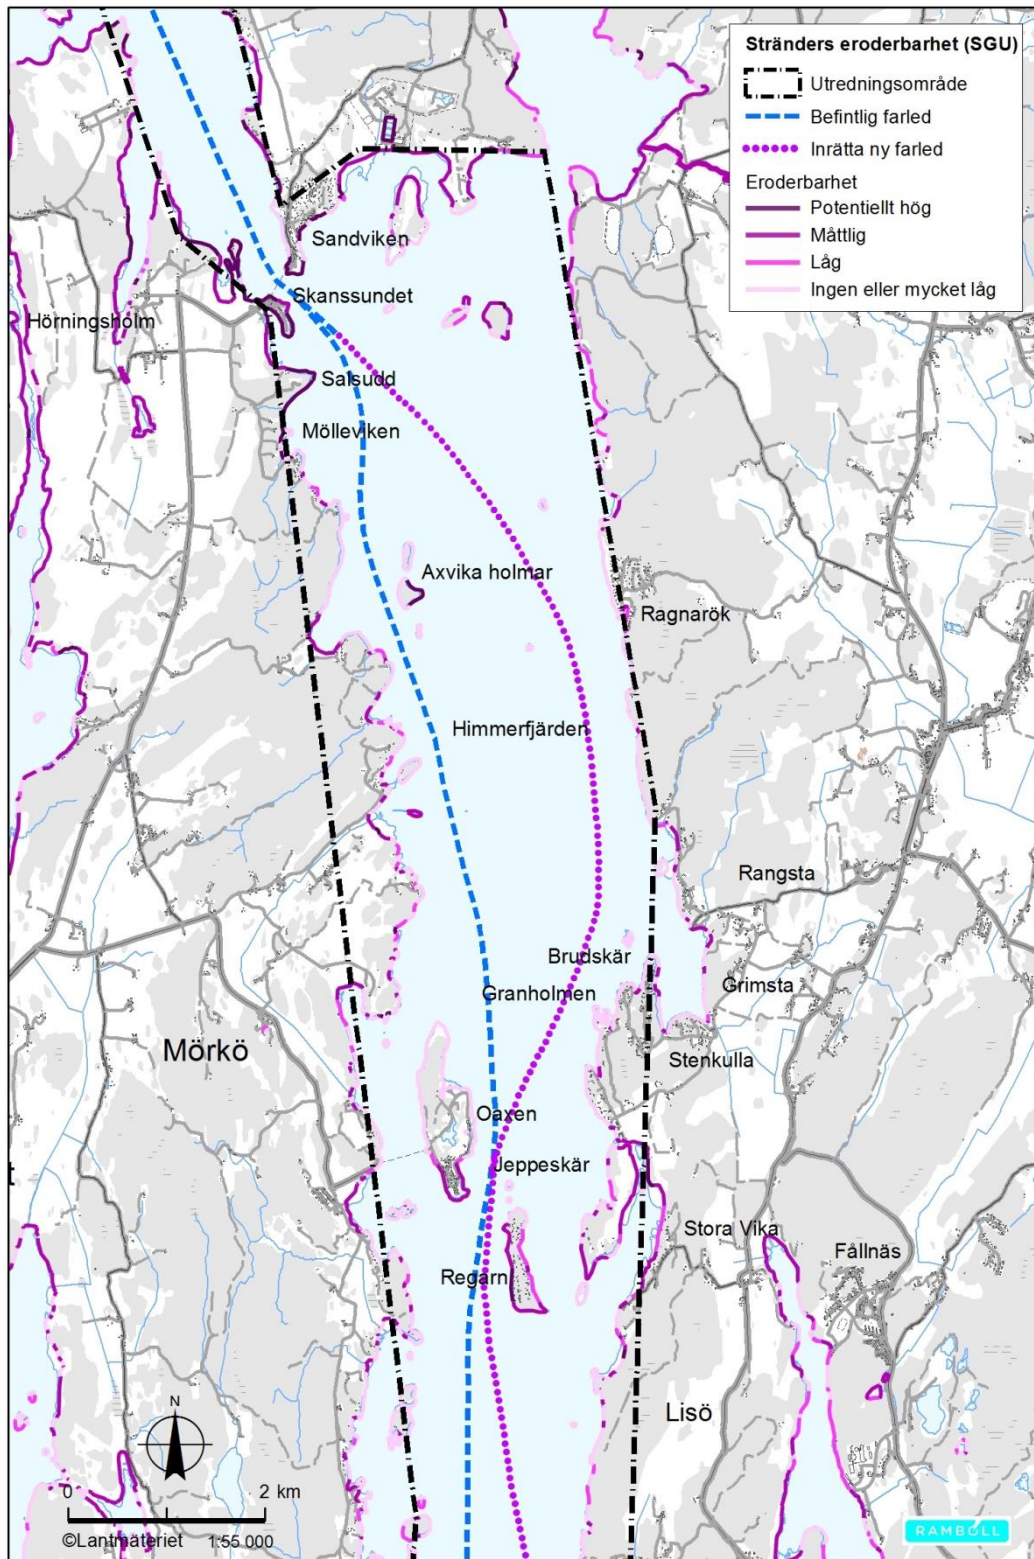 Stränders eroderbarhet (SGU)
Utredningsområde
Befintlig farled
Inrätta ny farled
Eroderbarhet
Potentiellt hög
Måttlig
Låg
Ingen eller mycket låg
Sandviken
Skanssundet
Hörningsholm
Salsudd
Mölleviken
Axvika holmar
Ragnarök
Himmerfjärden
Rangsta
Brudskär
Grimsta
Granholmen
Stenkulla
Mörkö
Oaxen
Jeppeskär
t
Stora Vika
Fållnäs
Regarn
Lisö
N
0 2 km
©Lantmäteriet 1:55 000
RAMBOLL